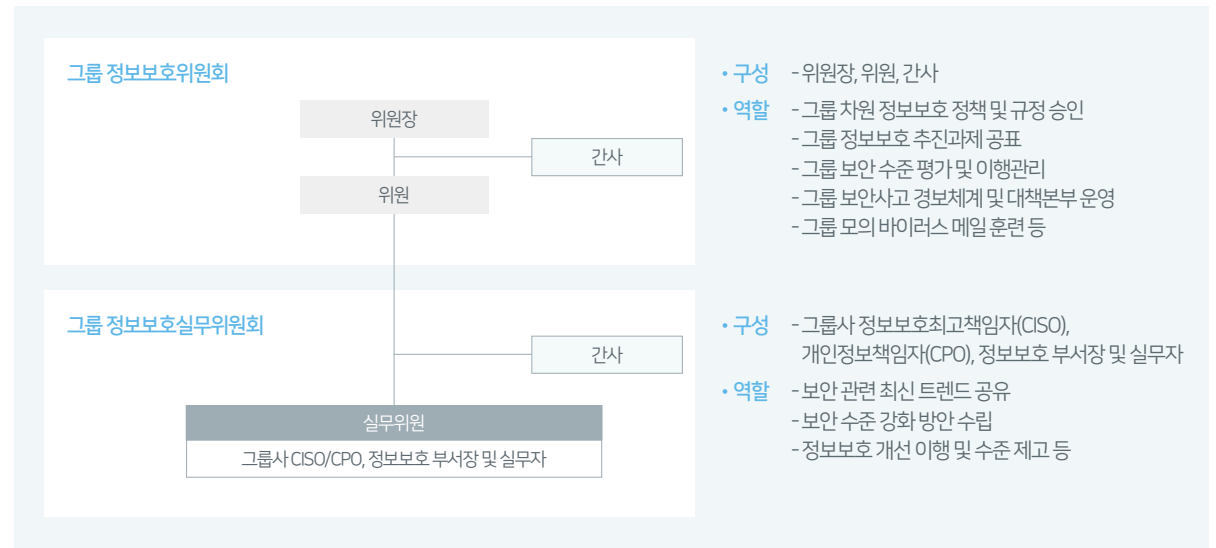 그룹 정보보호위원회
위원장
간사
위원
• 구성 - 위원장, 위원, 간사
• 역할 - 그룹 차원 정보보호 정책 및 규정 승인
- 그룹 정보보호 추진과제 공표
- 그룹 보안 수준 평가 및 이행관리
- 그룹 보안사고 경보체계 및 대책본부 운영
- 그룹 모의 바이러스 메일 훈련 등
그룹 정보보호실무위원회
간사
실무위원
그룹사 CISO/CPO, 정보보호 부서장 및 실무자
• 구성 - 그룹사 정보보호최고책임자(CISO),
개인정보책임자(CPO), 정보보호 부서장 및 실무자
• 역할 - 보안 관련 최신 트렌드 공유
- 보안 수준 강화 방안 수립
- 정보보호 개선 이행 및 수준 제고 등